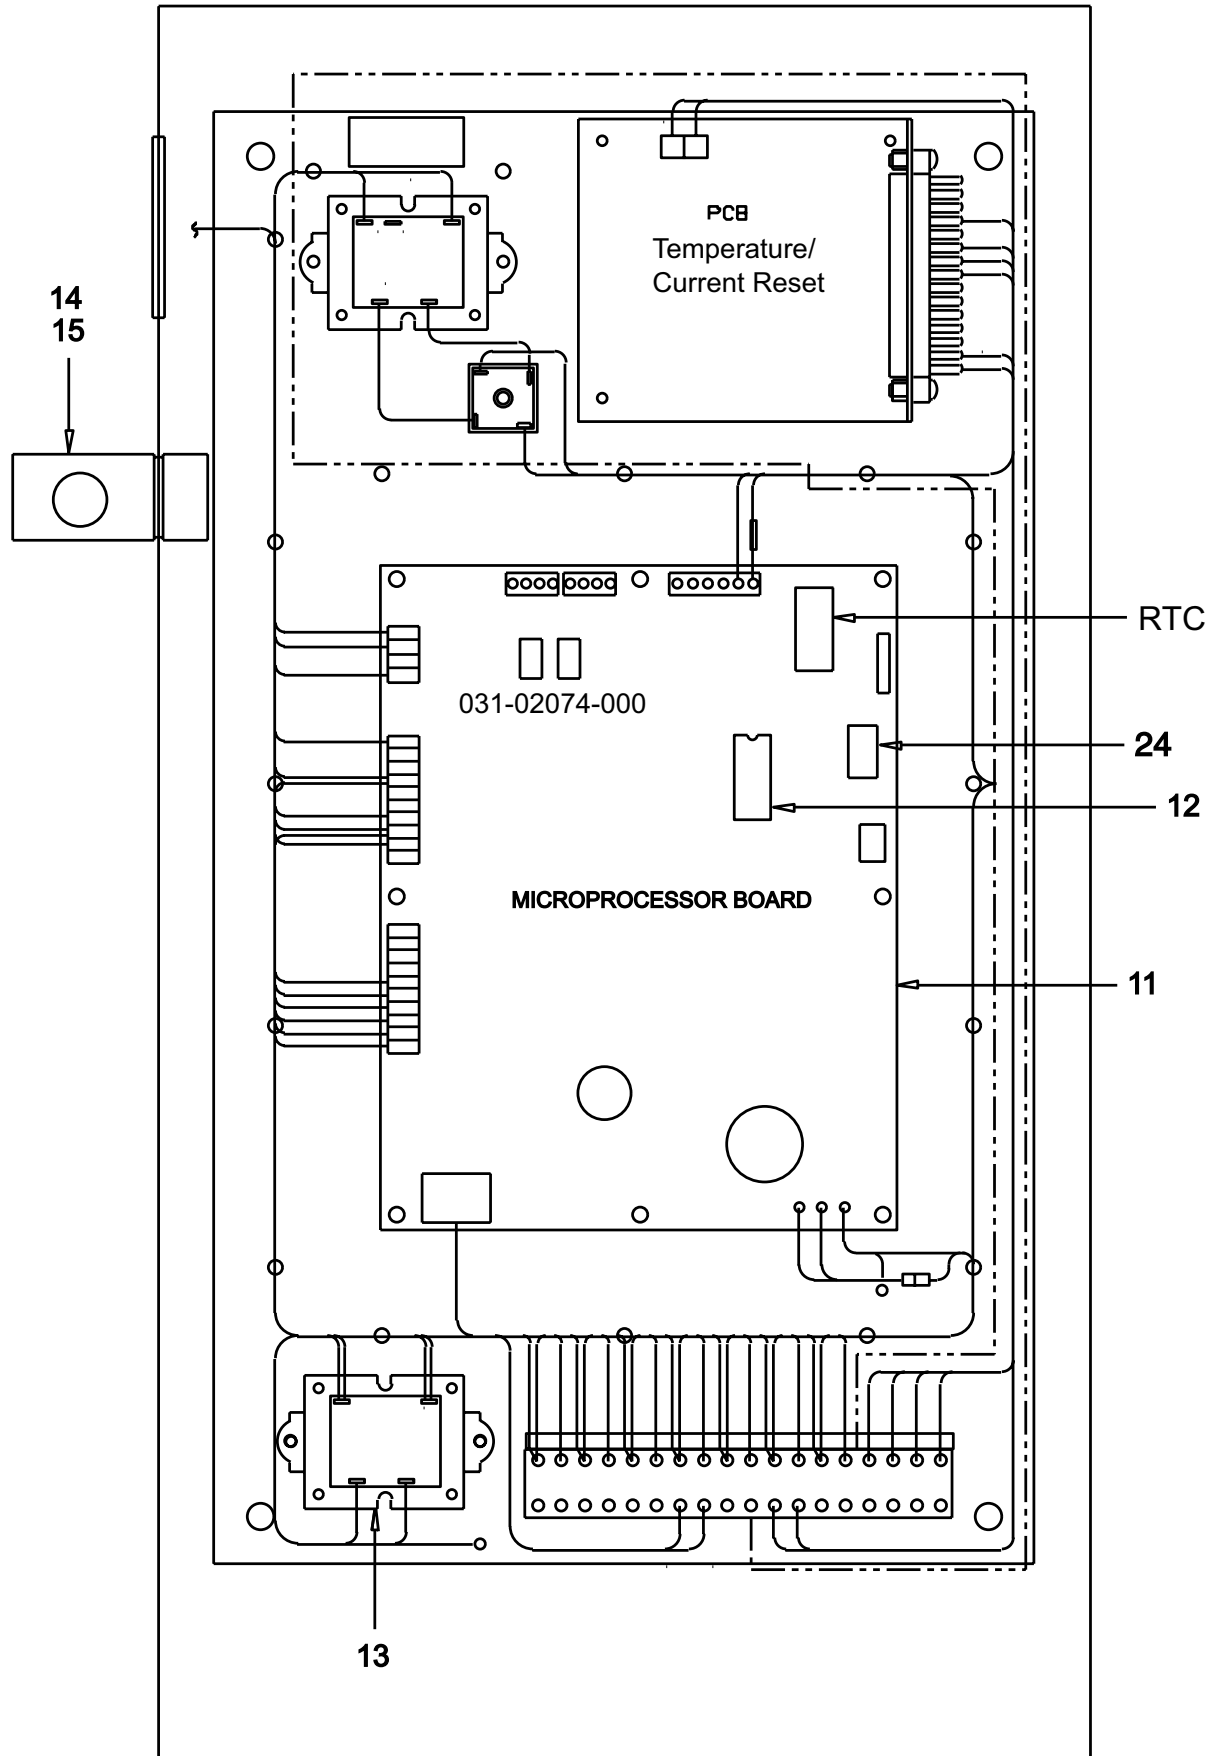 PCB
Temperature/
Current Reset
14
15
RTC
031-02074-000
24
12
MICROPROCESSOR BOARD
11
13